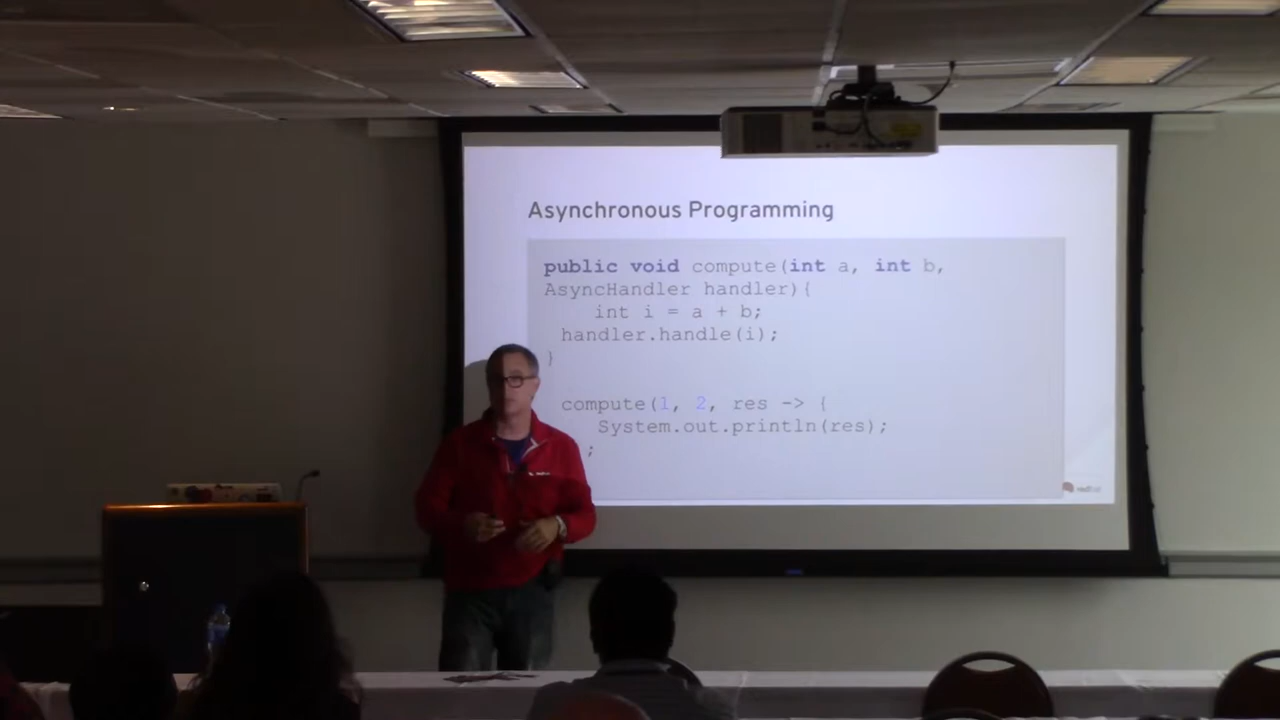 Asynchronous Programming
public void compute(int a, int b,
AsyncHandler handler){
int i = a + b;
handler.handle(i);
}
compute(1, 2, res -> {
System.out.println(res);
;
redhat